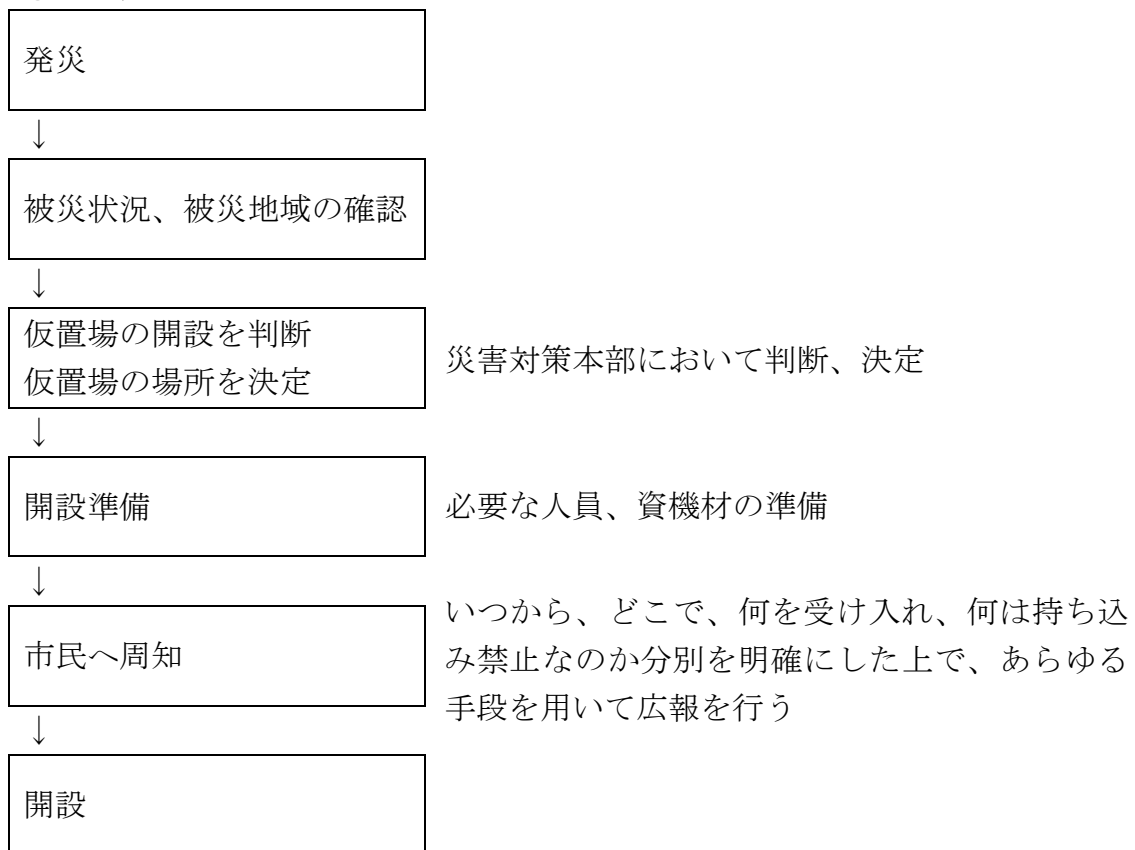 発災
↓
被災状況、被災地域の確認
↓
仮置場の開設を判断
仮置場の場所を決定
災害対策本部において判断、決定
↓
開設準備
必要な人員、資機材の準備
↓
市民へ周知
いつから、どこで、何を受け入れ、何は持ち込
み禁止なのか分別を明確にした上で、あらゆる
手段を用いて広報を行う
↓
開設